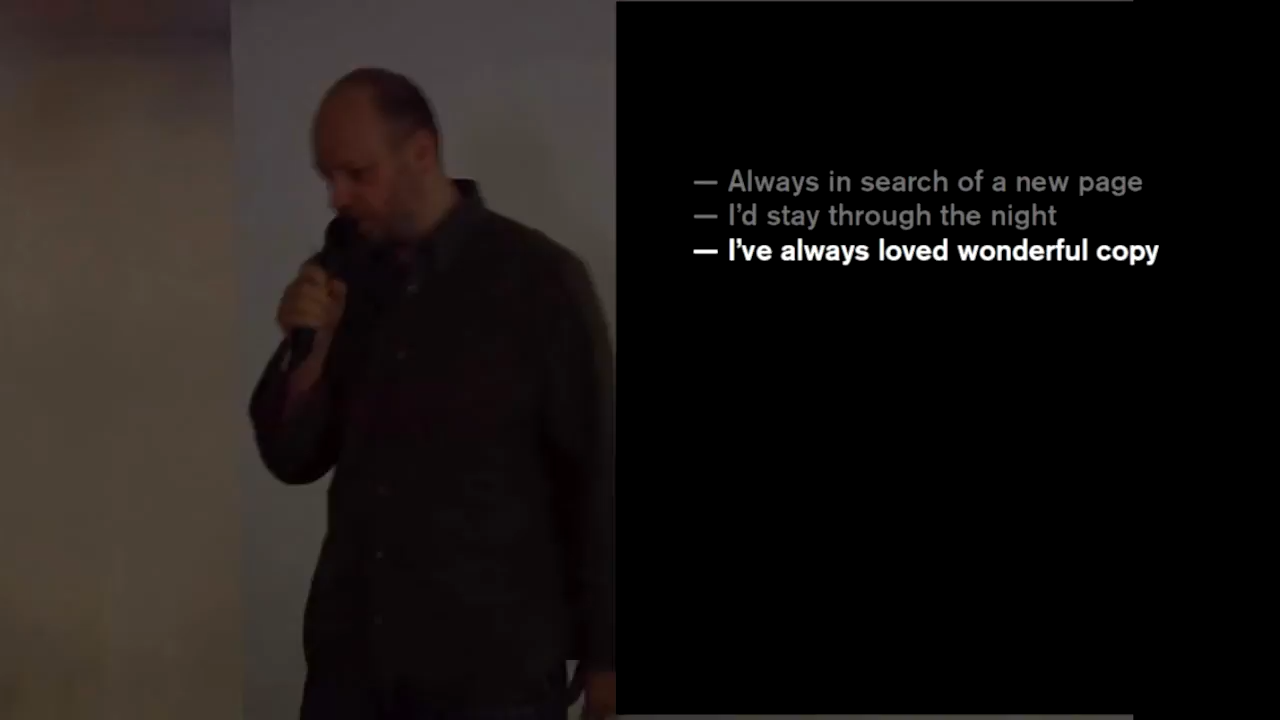 — Always in search of a new page
— I’d stay through the night
— I’ve always loved wonderful copy